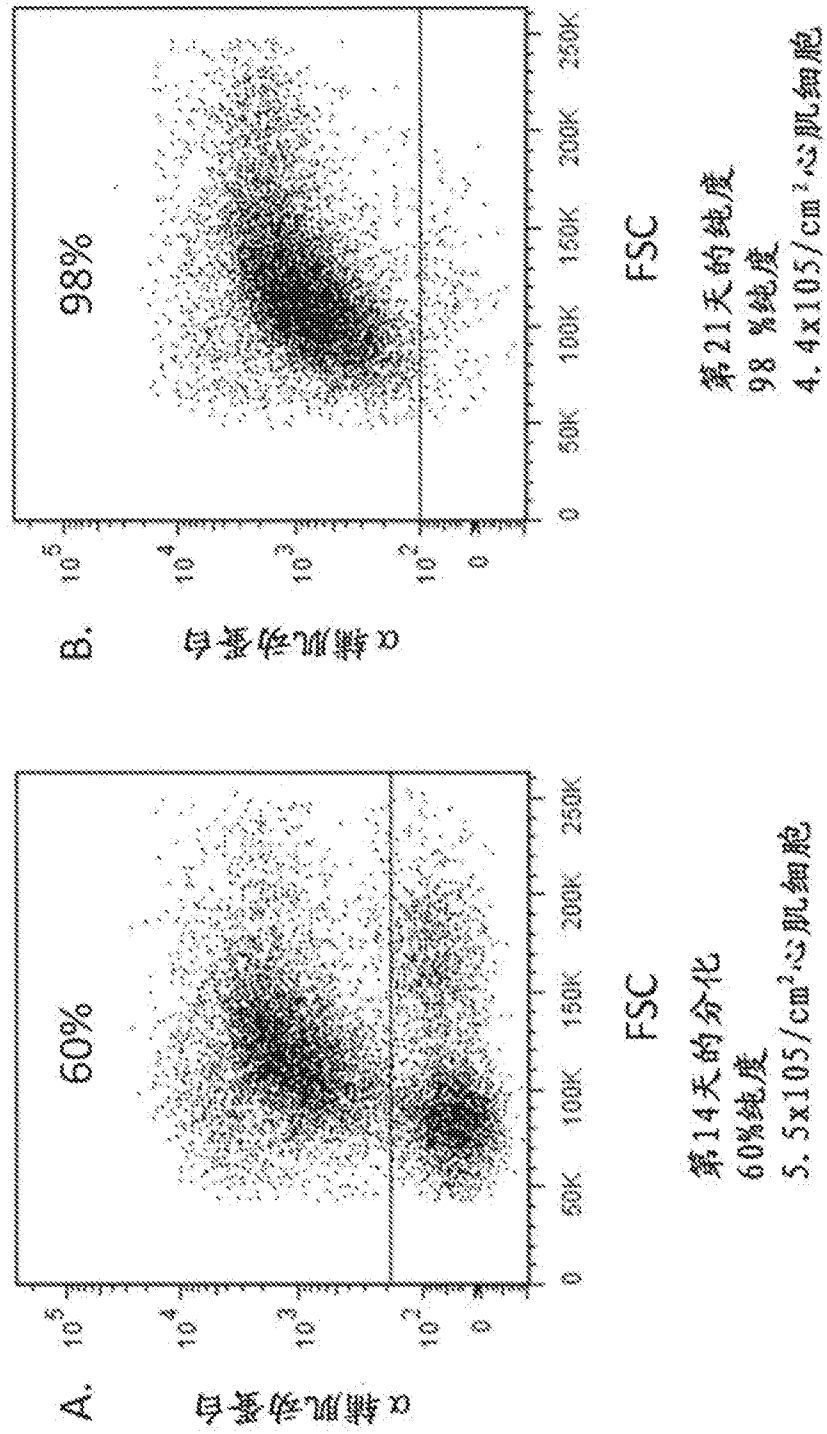 A.
60%
α辅肌动蛋白
10^5
10^4
10^3
10^2
0
0
50K
100K
150K
200K
250K
FSC
第14天的分化
60%纯度
5.5x105/cm²心肌细胞
B.
98%
α辅肌动蛋白
10^5
10^4
10^3
10^2
0
0
50K
100K
150K
200K
250K
FSC
第21天的纯度
98 %纯度
4.4x105/cm²心肌细胞